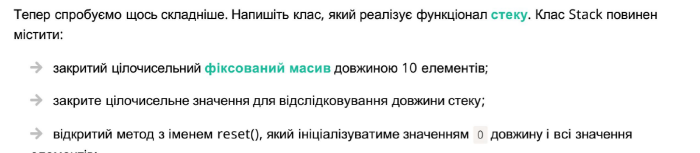 Тепер спробуємо щось складніше. Напишіть клас, який реалізує функціонал стеку. Клас Stack повинен
містити:
→ закритий цілочисельний фіксований масив довжиною 10 елементів;
→ закрите цілочисельне значення для відслідковування довжини стеку;
→ відкритий метод з іменем reset(), який ініціалізуватиме значенням 0 довжину і всі значення